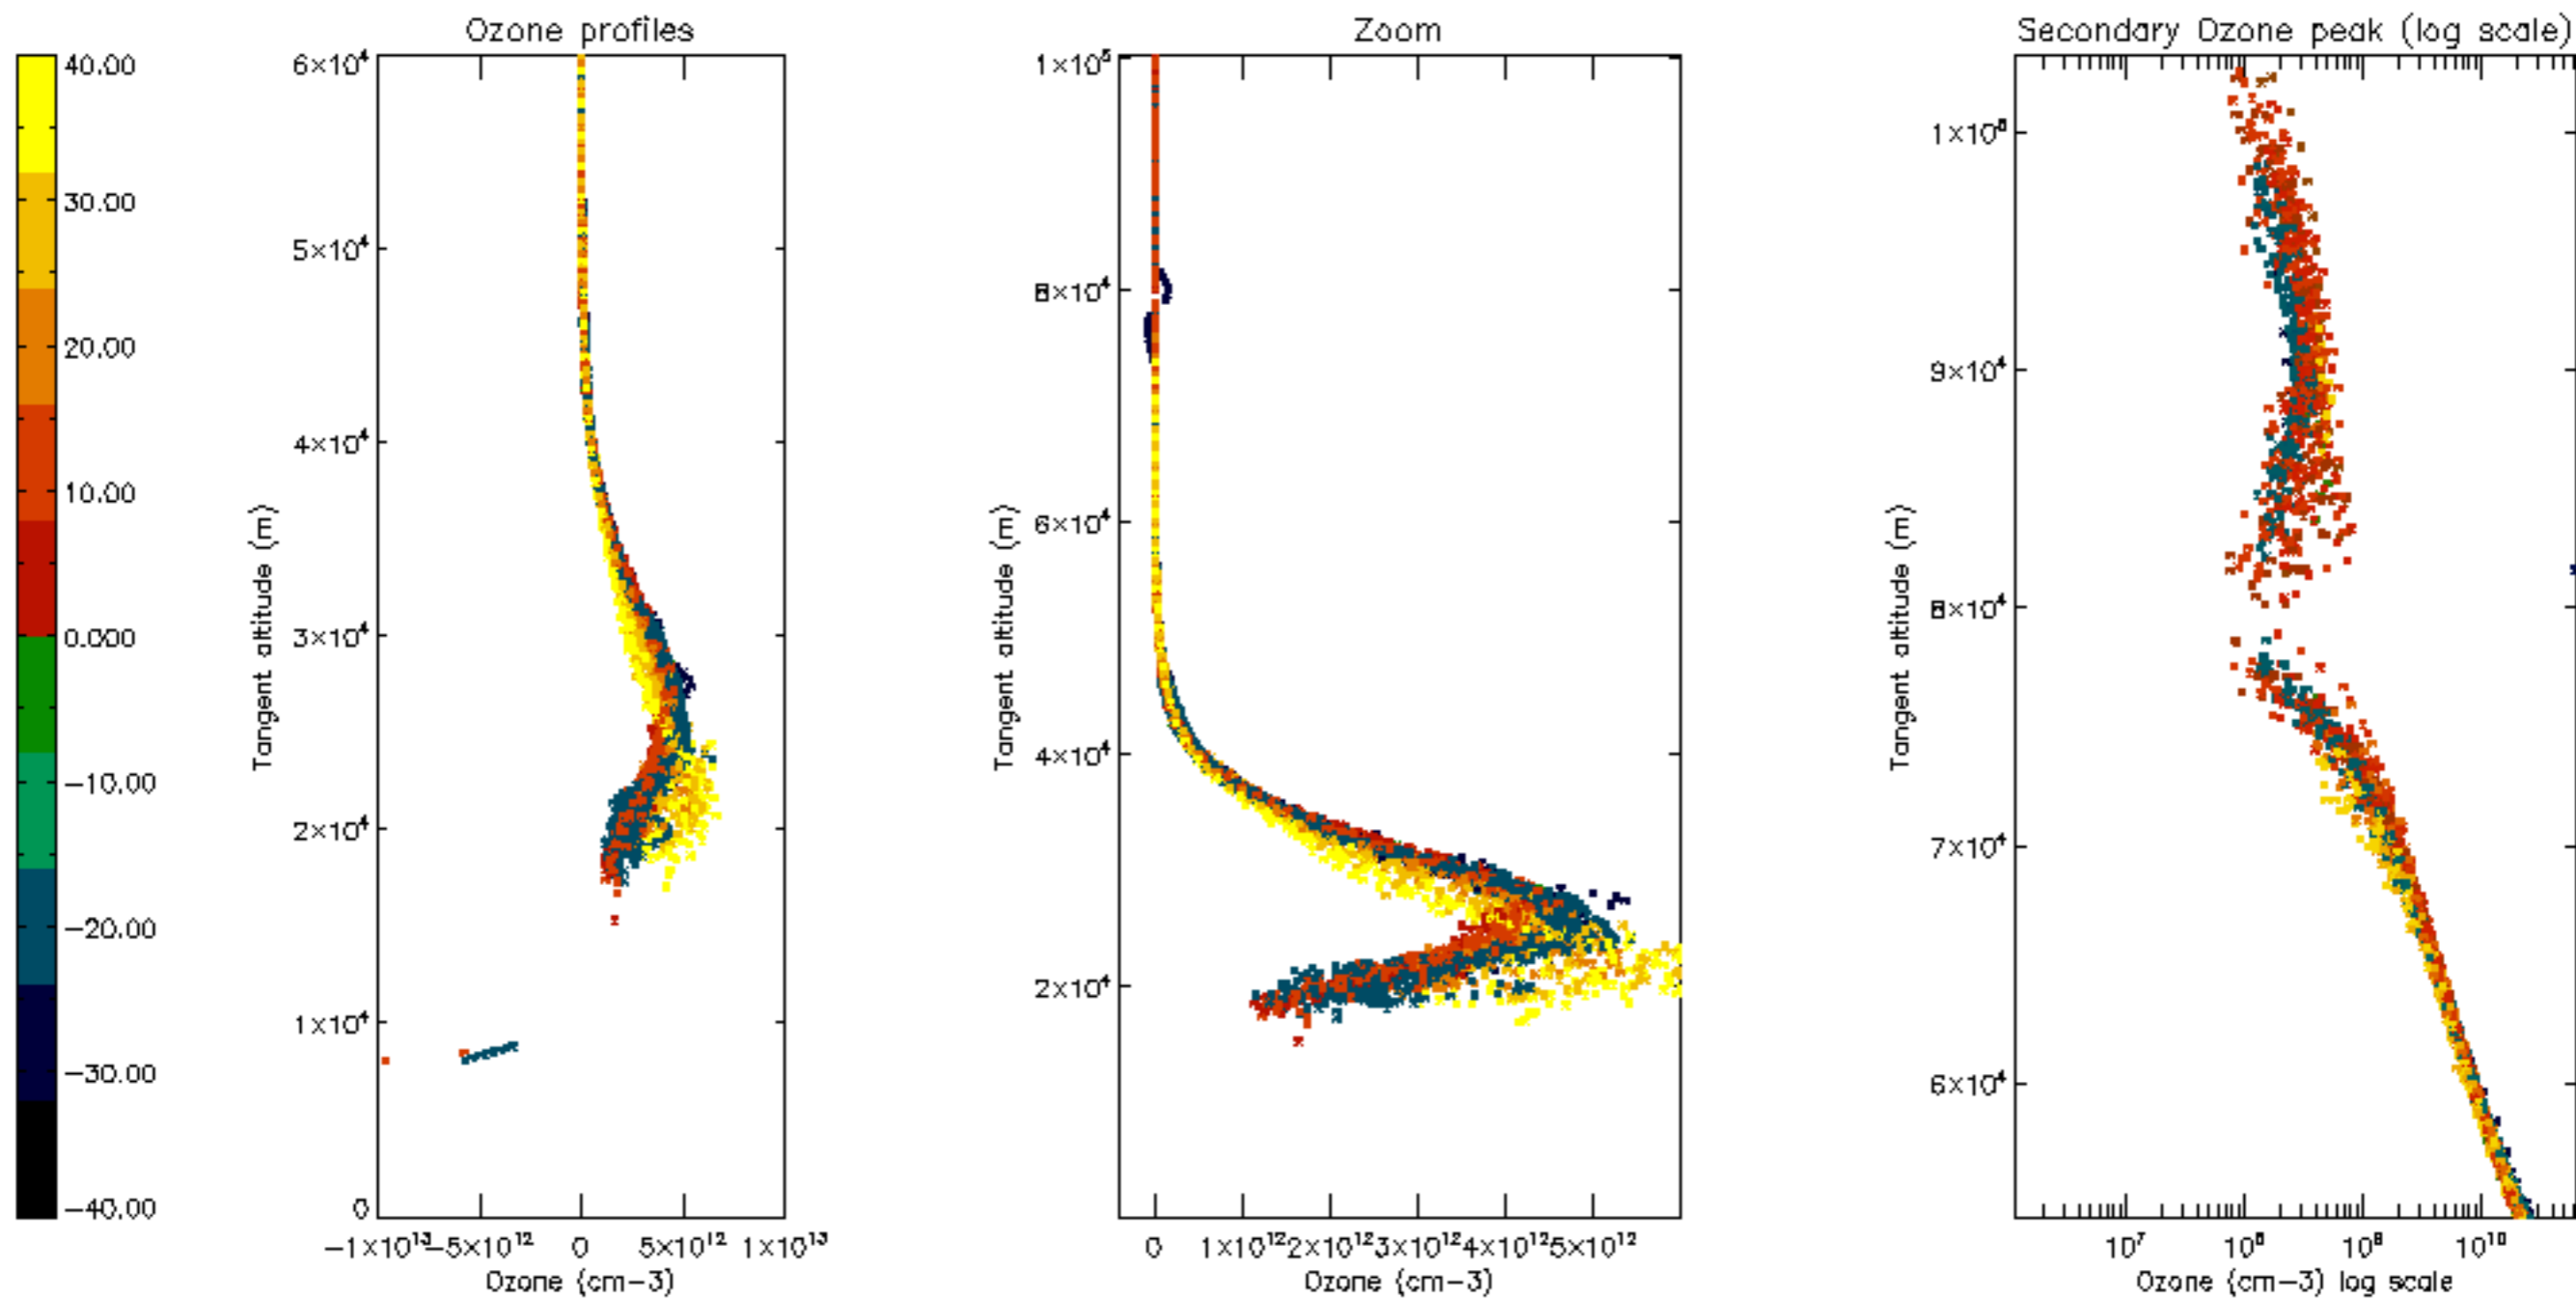 Ozone profiles
Zoom
Secondary Ozone peak (log scale)
40.00
30.00
20.00
10.00
0.00
-10.00
-20.00
-30.00
-40.00
Tangent altitude (m)
6×10⁴
5×10⁴
4×10⁴
3×10⁴
2×10⁴
1×10⁴
0
-1×10¹³ -5×10¹² 0 5×10¹² 1×10¹³
Ozone (cm-3)
Tangent altitude (m)
1×10⁵
8×10⁴
6×10⁴
4×10⁴
2×10⁴
0 1×10¹² 2×10¹² 3×10¹² 4×10¹² 5×10¹²
Ozone (cm-3)
Tangent altitude (m)
1×10⁵
9×10⁴
8×10⁴
7×10⁴
6×10⁴
10⁷ 10⁸ 10⁹ 10¹⁰
Ozone (cm-3) log scale